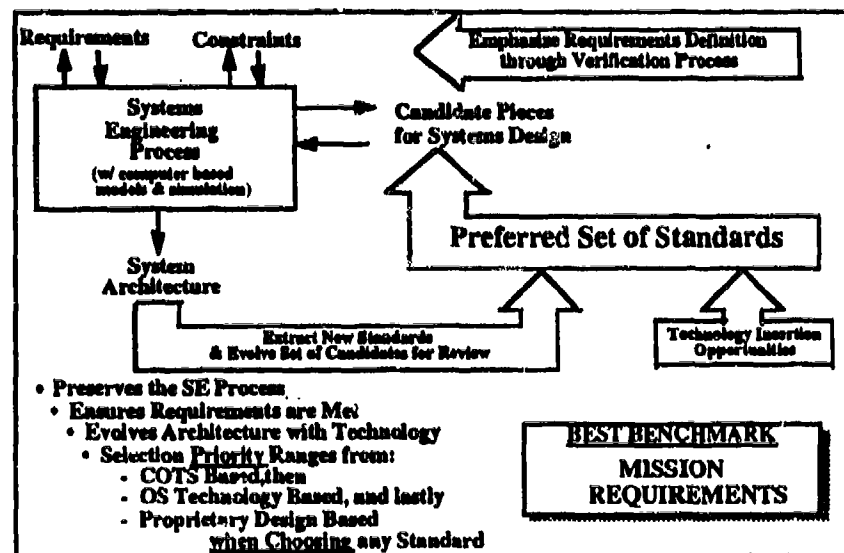 Requirements
Constraints
Emphasize Requirements Definition
through Verification Process
Systems
Engineering
Process
(w/ computer based
models & simulation)
Candidate Pieces
for Systems Design
Preferred Set of Standards
System
Architecture
Extract New Standards
& Evolve Set of Candidates for Review
Technology Insertion
Opportunities
• Preserves the SE Process
• Ensures Requirements are Met
• Evolves Architecture with Technology
• Selection Priority Ranges from:
- COTS Based, then
- OS Technology Based, and lastly
- Proprietary Design Based
when Choosing any Standard
BEST BENCHMARK
MISSION
REQUIREMENTS